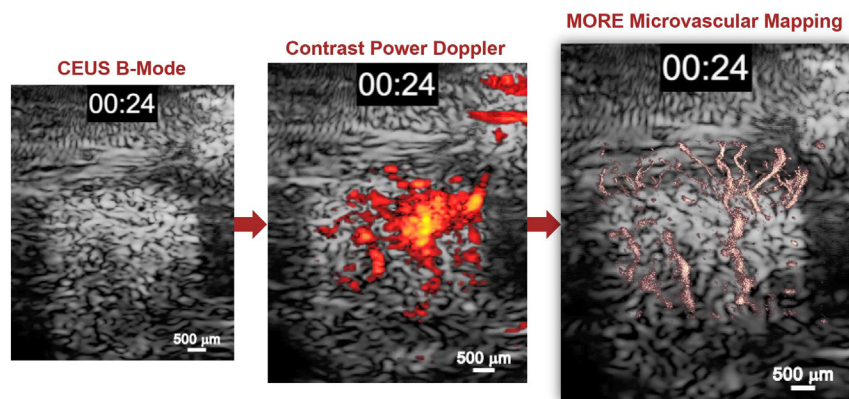 CEUS B-Mode
00:24
500 μm
Contrast Power Doppler
00:24
500 μm
MORE Microvascular Mapping
00:24
500 μm